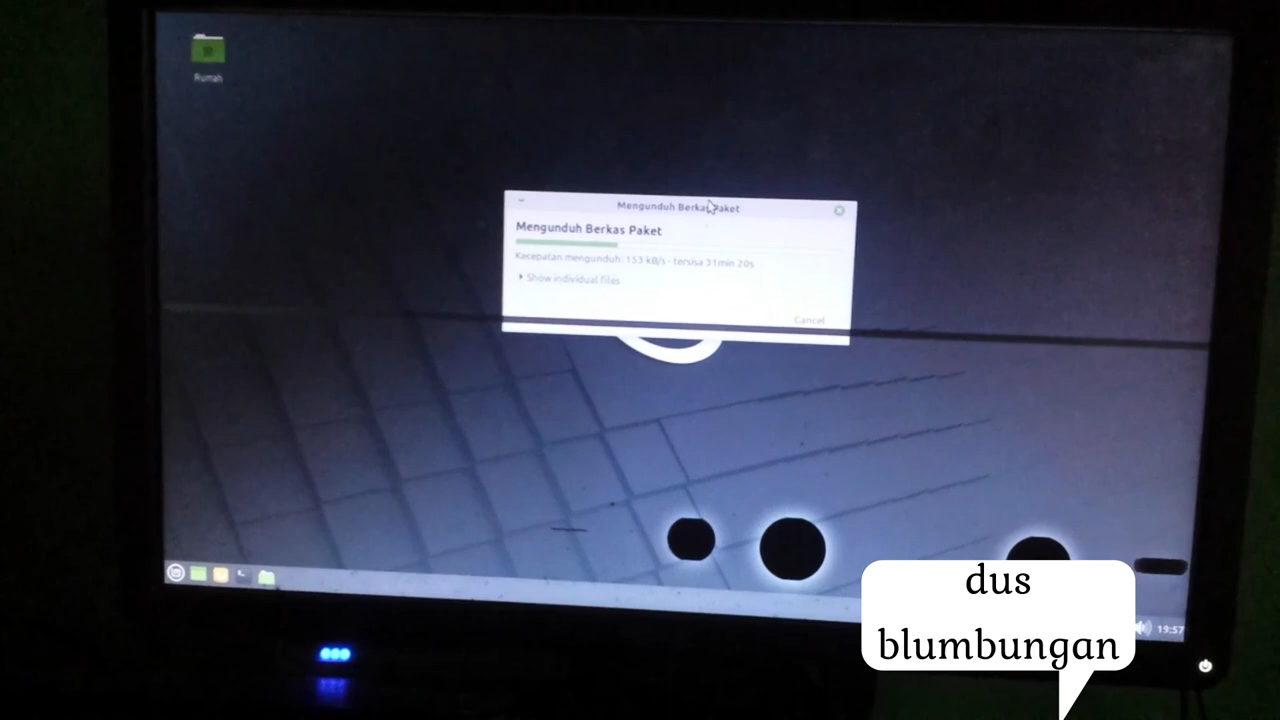 Rumah
Mengunduh Berkas Paket
Mengunduh Berkas Paket
Kecepatan mengunduh: 153 kB/s - tersisa 31min 20s
Show individual files
Cancel
19:57
dus
blumbungan